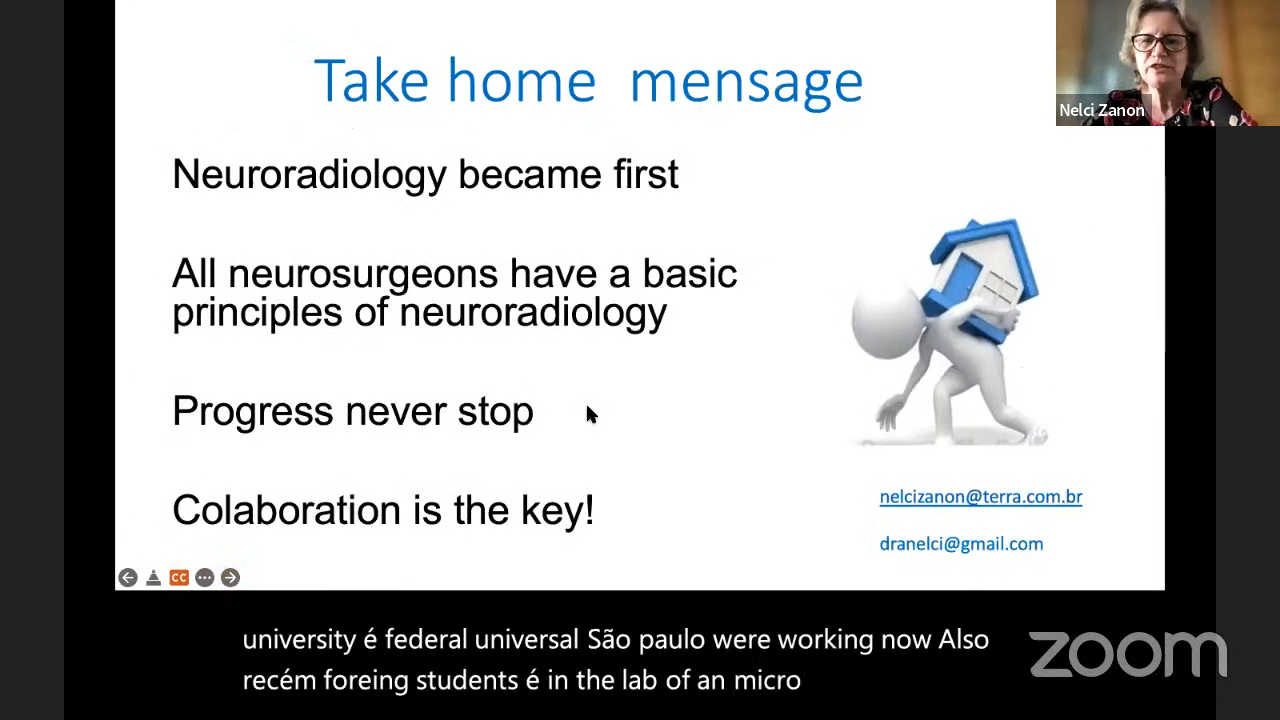 Take home mensage
Nelci Zanon
Neuroradiology became first
All neurosurgeons have a basic
principles of neuroradiology
Progress never stop
Colaboration is the key!
nelcizanon@terra.com.br
dranelci@gmail.com
CC
university é federal universal São paulo were working now Also
recém foreing students é in the lab of an micro
zoom